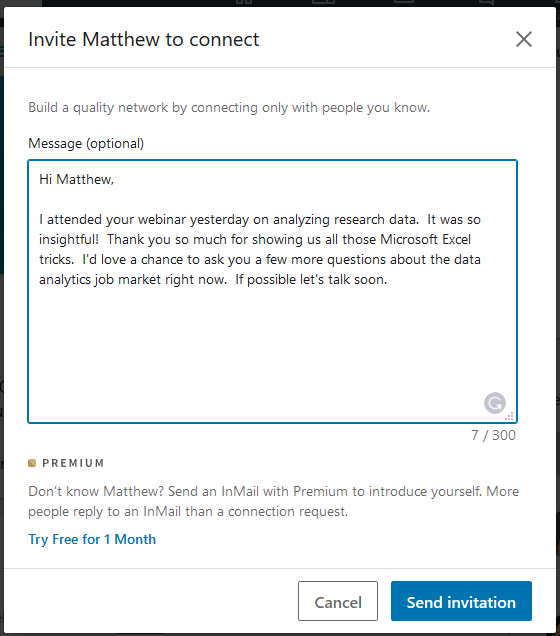 Invite Matthew to connect
Build a quality network by connecting only with people you know.
Message (optional)
Hi Matthew,
I attended your webinar yesterday on analyzing research data.  It was so
insightful!  Thank you so much for showing us all those Microsoft Excel
tricks.  I'd love a chance to ask you a few more questions about the data
analytics job market right now.  If possible let's talk soon.
7 / 300
PREMIUM
Don't know Matthew? Send an InMail with Premium to introduce yourself. More
people reply to an InMail than a connection request.
Try Free for 1 Month
Cancel
Send invitation